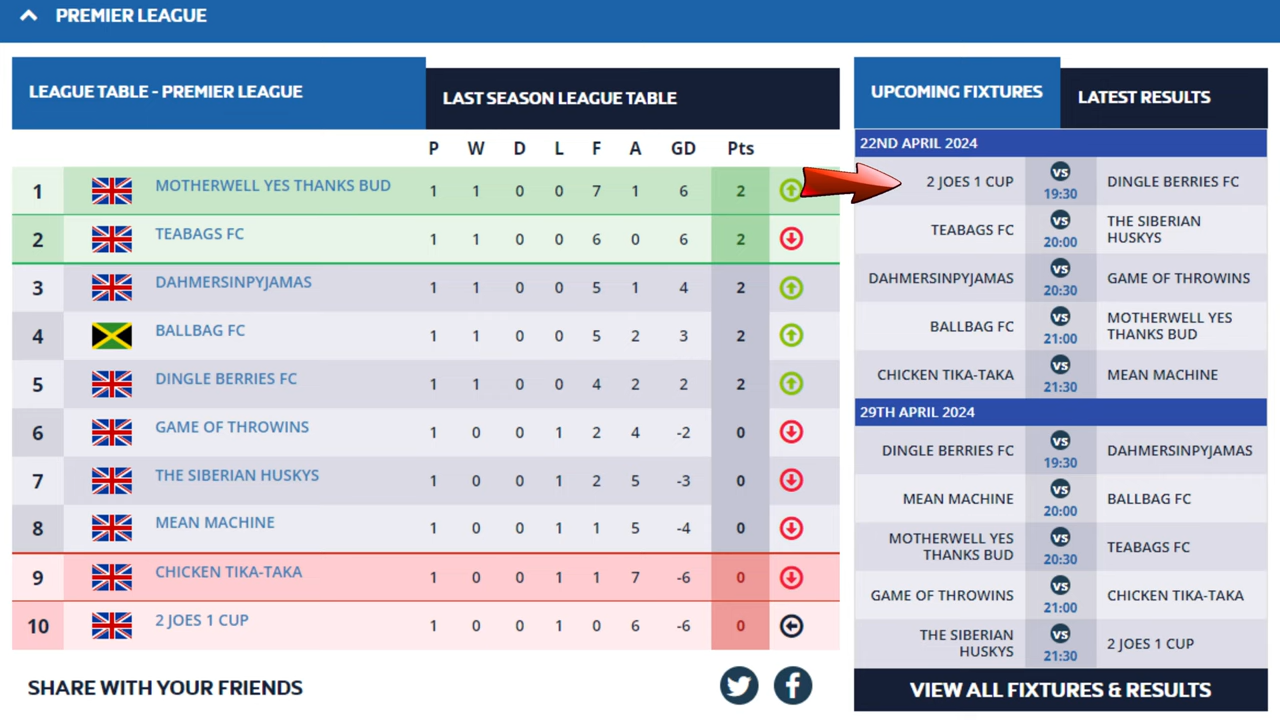 PREMIER LEAGUE
LEAGUE TABLE - PREMIER LEAGUE
LAST SEASON LEAGUE TABLE
P W D L F A GD Pts
1 MOTHERWELL YES THANKS BUD 1 1 0 0 7 1 6 2
2 TEABAGS FC 1 1 0 0 6 0 6 2
3 DAHMERSINPYJAMAS 1 1 0 0 5 1 4 2
4 BALLBAG FC 1 1 0 0 5 2 3 2
5 DINGLE BERRIES FC 1 1 0 0 4 2 2 2
6 GAME OF THROWINS 1 0 0 1 2 4 -2 0
7 THE SIBERIAN HUSKYS 1 0 0 1 2 5 -3 0
8 MEAN MACHINE 1 0 0 1 1 5 -4 0
9 CHICKEN TIKA-TAKA 1 0 0 1 1 7 -6 0
10 2 JOES 1 CUP 1 0 0 1 0 6 -6 0
SHARE WITH YOUR FRIENDS
UPCOMING FIXTURES
LATEST RESULTS
22ND APRIL 2024
2 JOES 1 CUP VS DINGLE BERRIES FC
19:30
TEABAGS FC VS THE SIBERIAN
20:00 HUSKYS
DAHMERSINPYJAMAS VS GAME OF THROWINS
20:30
BALLBAG FC VS MOTHERWELL YES
21:00 THANKS BUD
CHICKEN TIKA-TAKA VS MEAN MACHINE
21:30
29TH APRIL 2024
DINGLE BERRIES FC VS DAHMERSINPYJAMAS
19:30
MEAN MACHINE VS BALLBAG FC
20:00
MOTHERWELL YES VS TEABAGS FC
THANKS BUD 20:30
GAME OF THROWINS VS CHICKEN TIKA-TAKA
21:00
THE SIBERIAN VS 2 JOES 1 CUP
HUSKYS 21:30
VIEW ALL FIXTURES & RESULTS